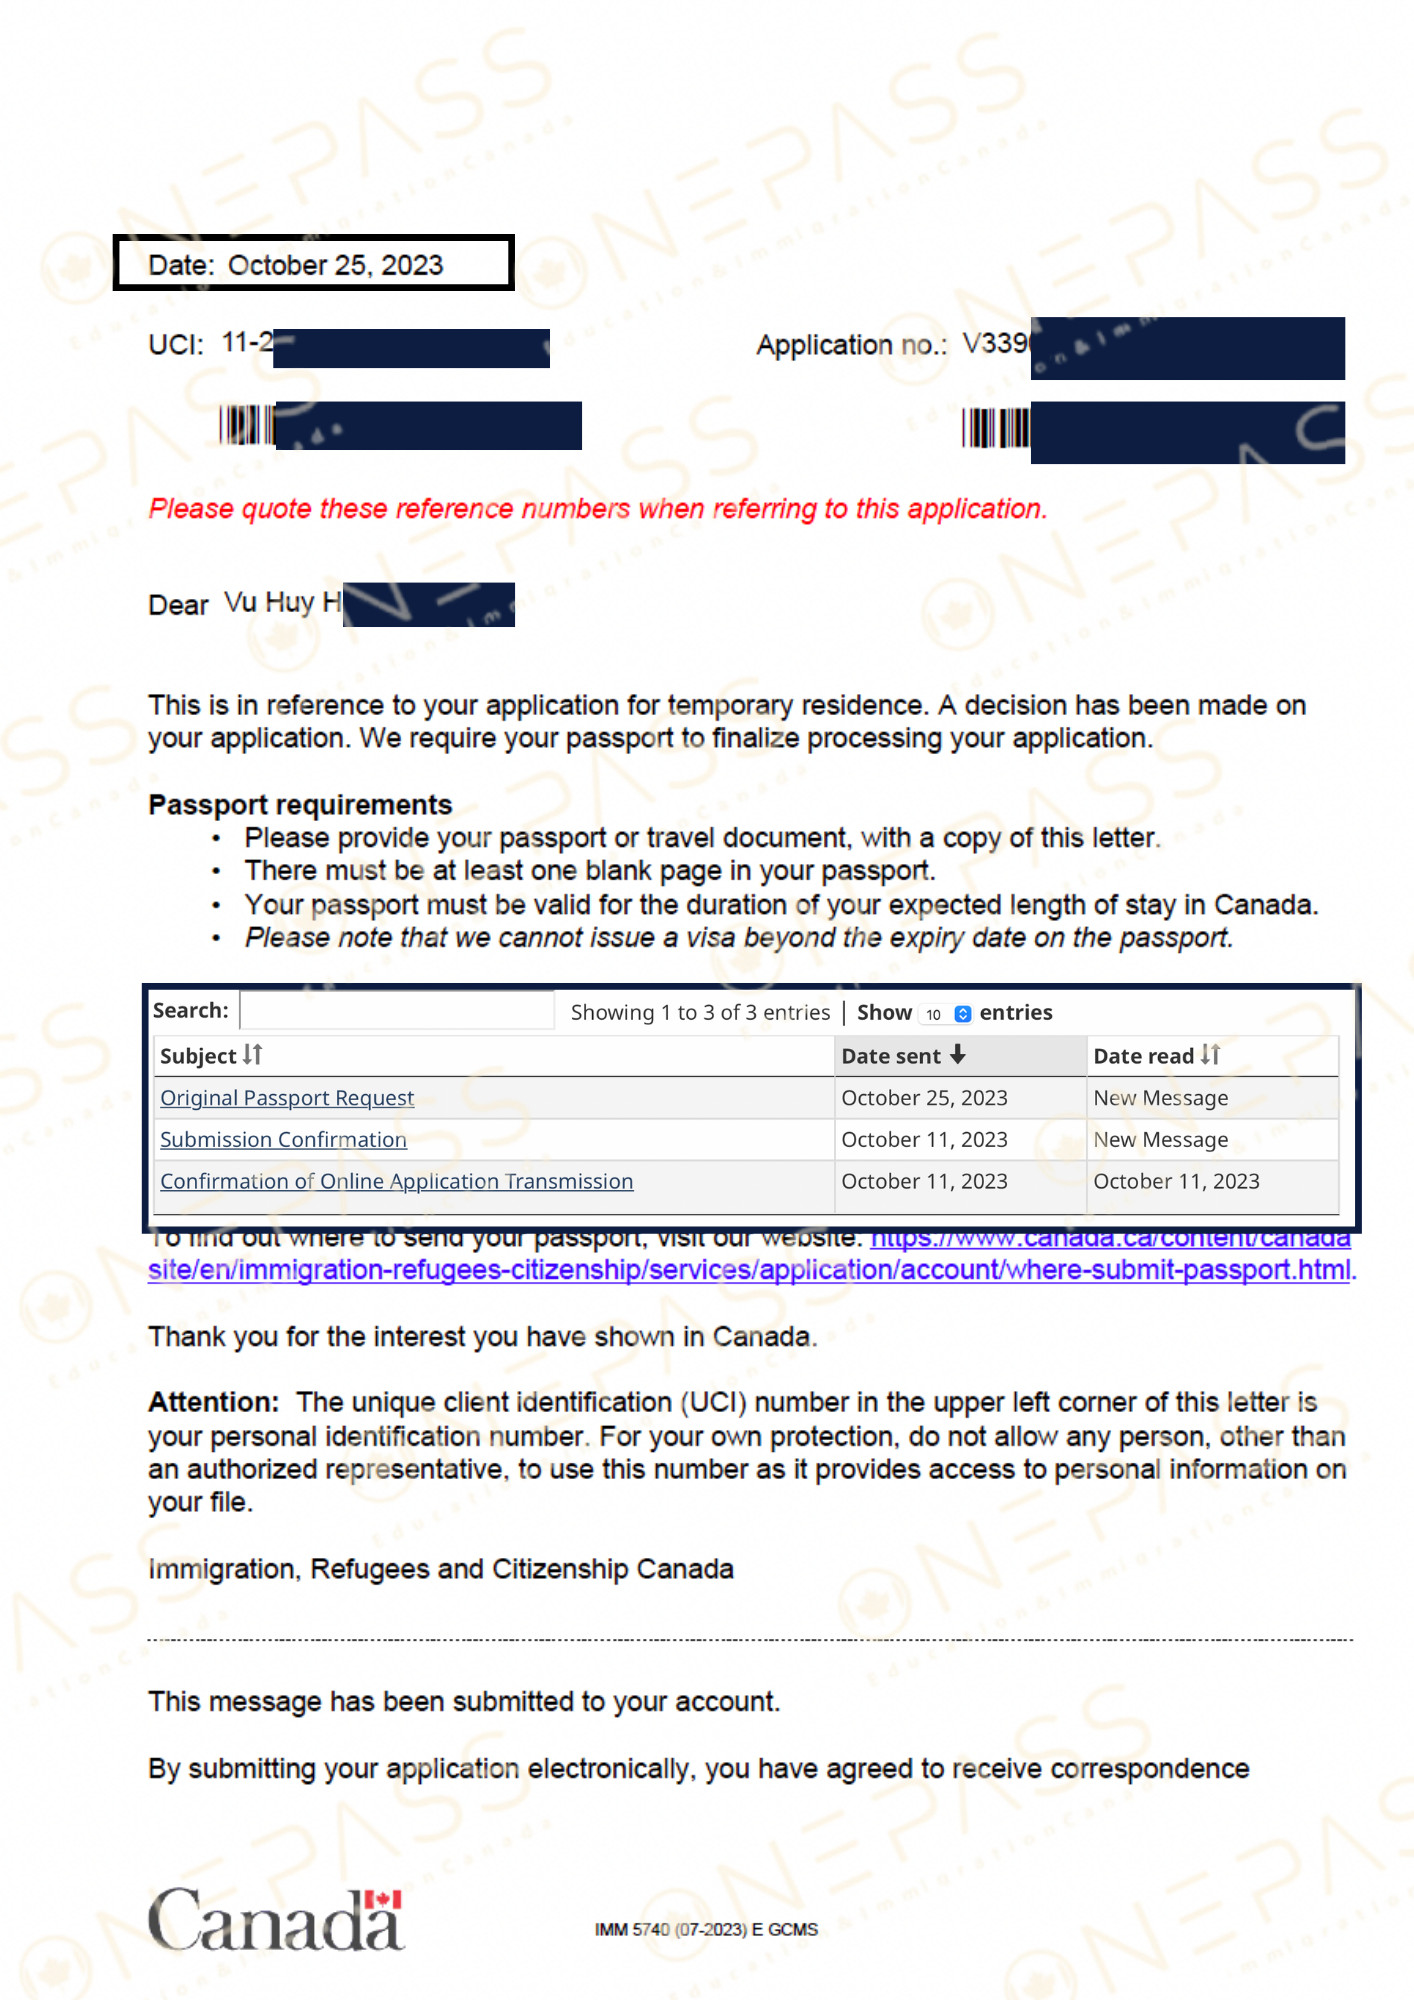 Date: October 25, 2023
UCI: 11-2
Application no.: V339
Please quote these reference numbers when referring to this application.
Dear Vu Huy H
This is in reference to your application for temporary residence. A decision has been made on
your application. We require your passport to finalize processing your application.
Passport requirements
• Please provide your passport or travel document, with a copy of this letter.
• There must be at least one blank page in your passport.
• Your passport must be valid for the duration of your expected length of stay in Canada.
• Please note that we cannot issue a visa beyond the expiry date on the passport.
Search: Showing 1 to 3 of 3 entries | Show 10 entries
Subject Date sent Date read
Original Passport Request October 25, 2023 New Message
Submission Confirmation October 11, 2023 New Message
Confirmation of Online Application Transmission October 11, 2023 October 11, 2023
To find out where to send your passport, visit our website: https://www.canada.ca/content/canada
site/en/immigration-refugees-citizenship/services/application/account/where-submit-passport.html.
Thank you for the interest you have shown in Canada.
Attention: The unique client identification (UCI) number in the upper left corner of this letter is
your personal identification number. For your own protection, do not allow any person, other than
an authorized representative, to use this number as it provides access to personal information on
your file.
Immigration, Refugees and Citizenship Canada
This message has been submitted to your account.
By submitting your application electronically, you have agreed to receive correspondence
Canada
IMM 5740 (07-2023) E GCMS
ONEPASS
Education & Immigration Canada